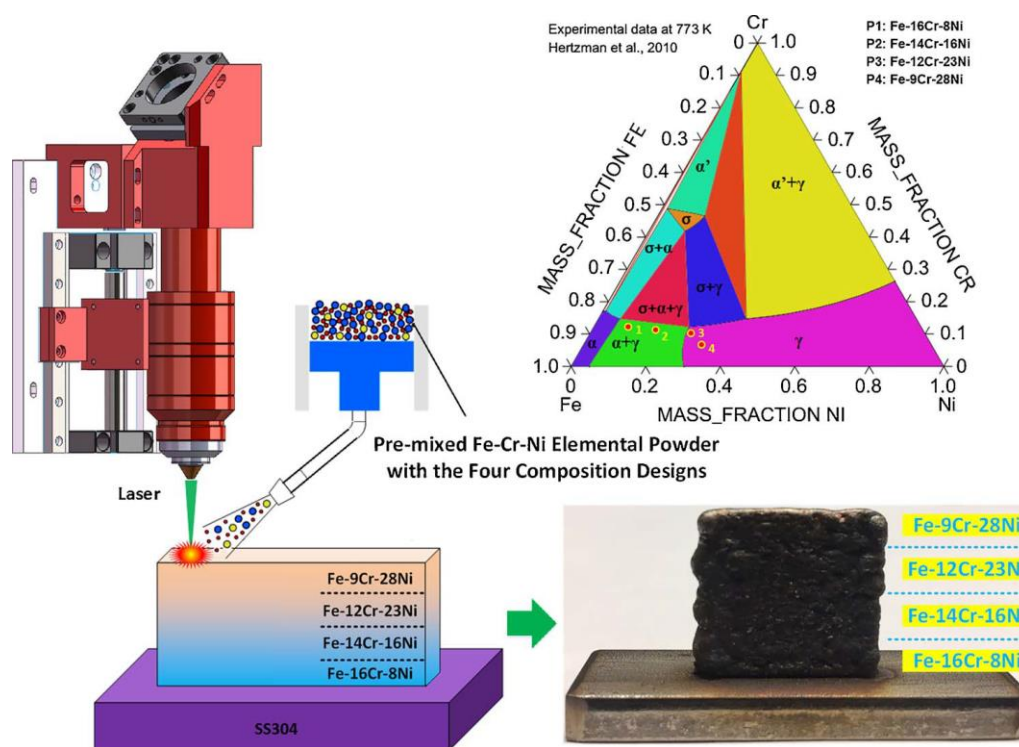 Experimental data at 773 K
Hertzman et al., 2010
Cr
P1: Fe-16Cr-8Ni
P2: Fe-14Cr-16Ni
P3: Fe-12Cr-23Ni
P4: Fe-9Cr-28Ni
0
1.0
0.1
0.9
0.2
0.8
0.3
0.7
0.4
0.6
0.5
0.5
0.6
0.4
0.7
0.3
0.8
0.2
0.9
0.1
1.0
0
MASS_FRACTION FE
MASS_FRACTION CR
α'
α'+γ
σ
σ+α
σ+γ
σ+α+γ
α
α+γ
γ
1
2
3
4
0
0.2
0.4
0.6
0.8
1.0
Fe
MASS_FRACTION NI
Ni
Pre-mixed Fe-Cr-Ni Elemental Powder
with the Four Composition Designs
Laser
Fe-9Cr-28Ni
Fe-12Cr-23Ni
Fe-14Cr-16Ni
Fe-16Cr-8Ni
SS304
Fe-9Cr-28Ni
Fe-12Cr-23Ni
Fe-14Cr-16N
Fe-16Cr-8Ni